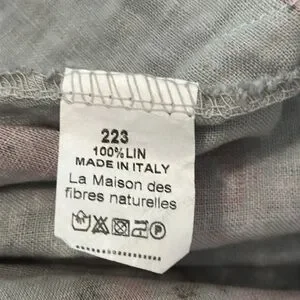 223
100%LIN
MADE IN ITALY
La Maison des
fibres naturelles